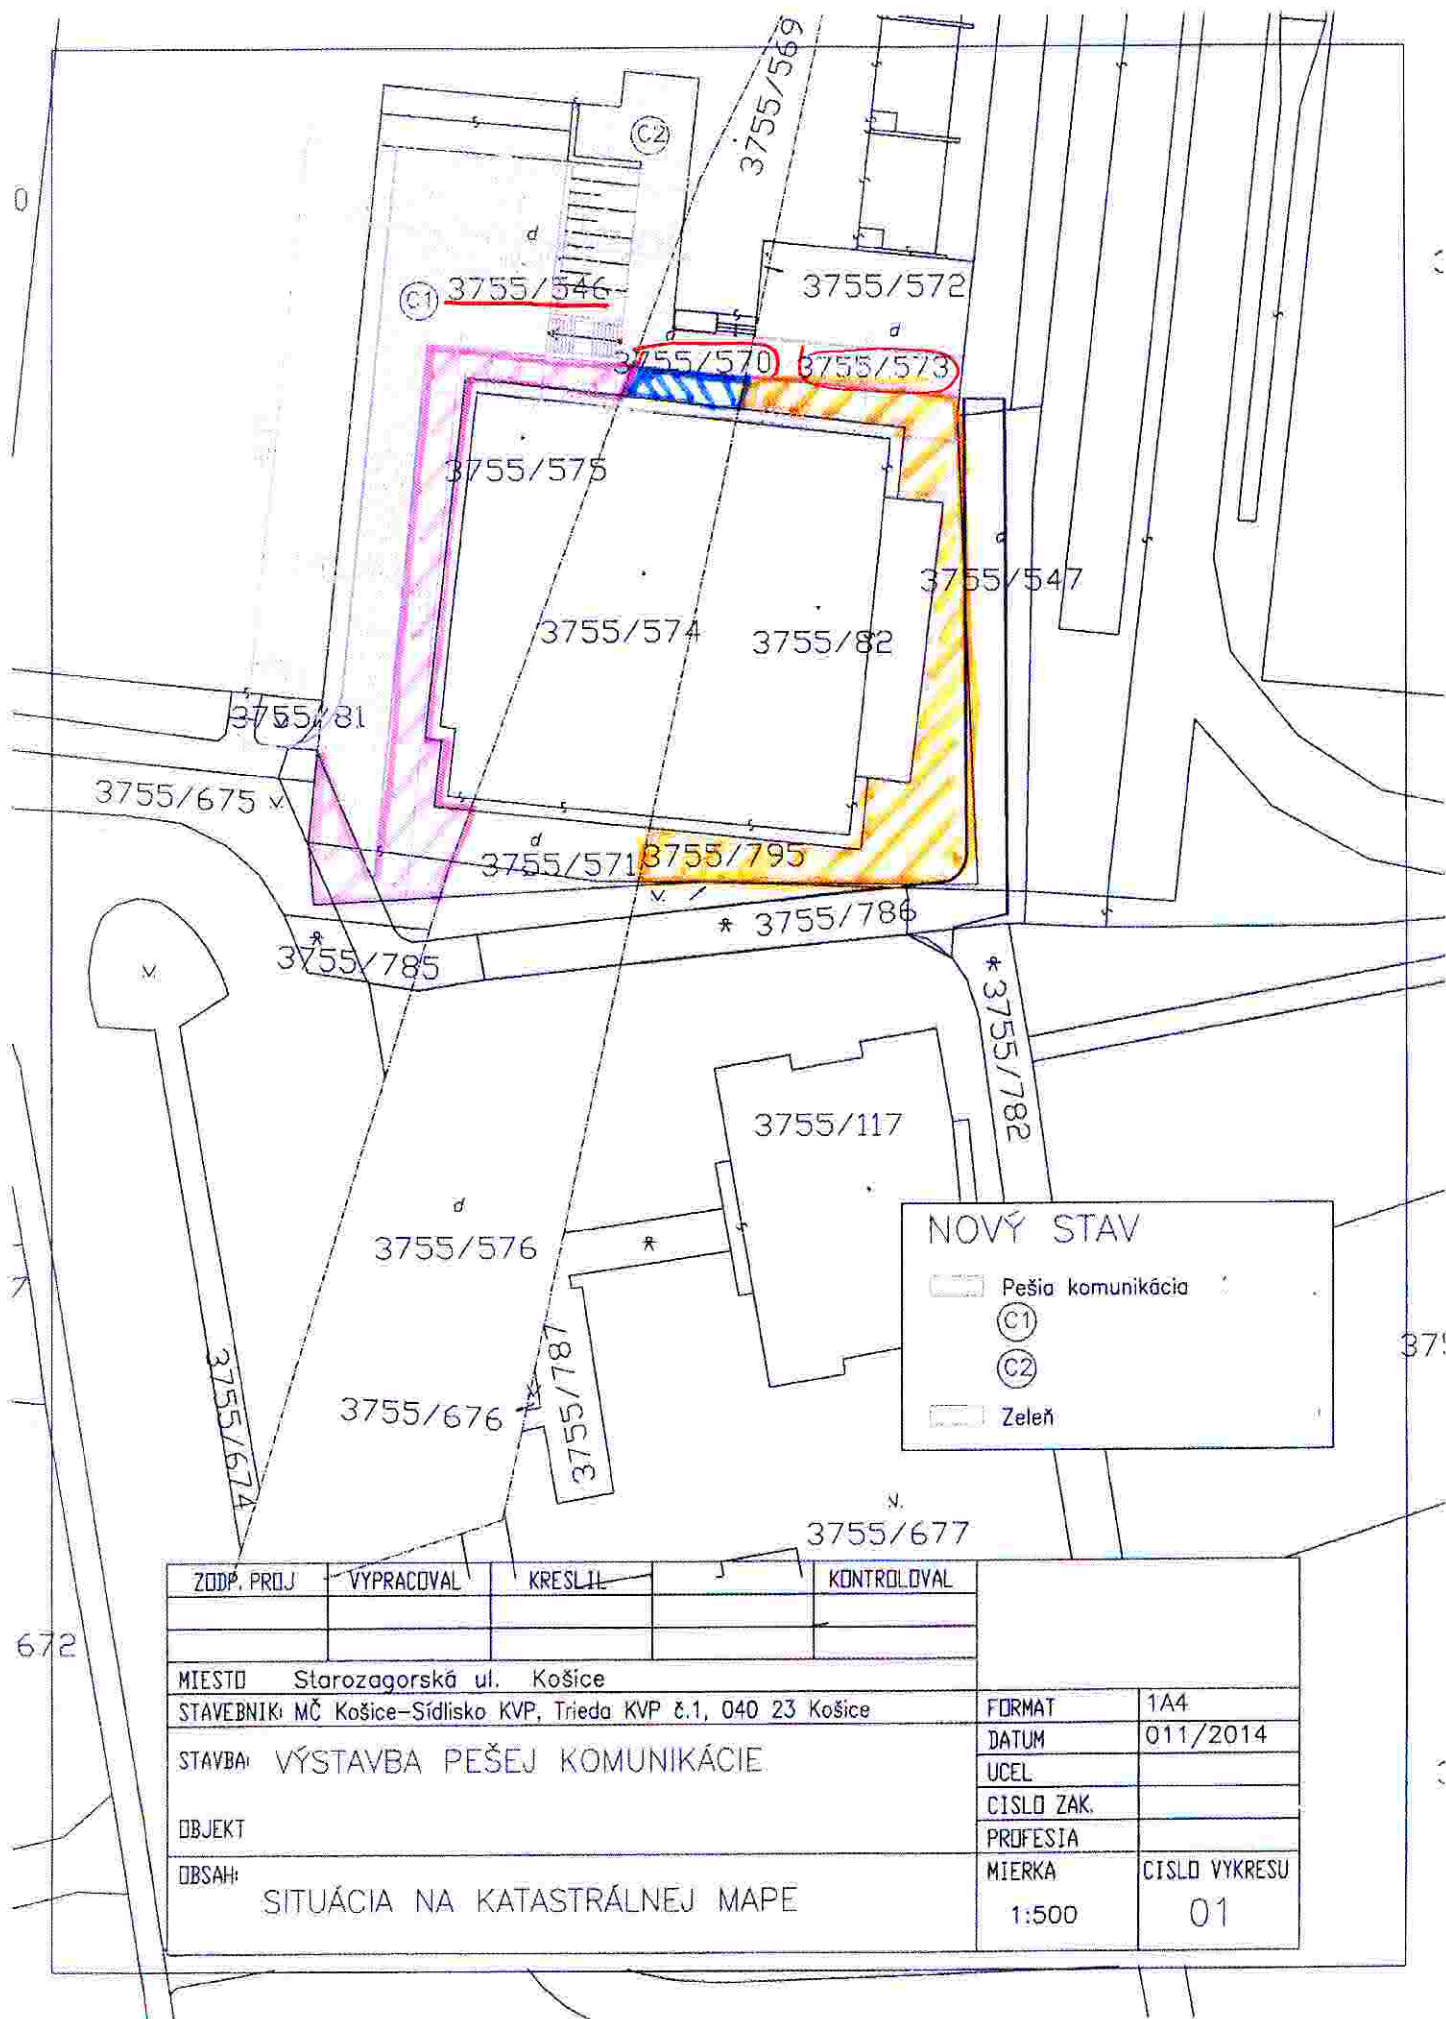 3755/569
C2
0
d
3755/572
C1
3755/546
d
d
3755/570
3755/573
3755/575
3755/547
3755/574
3755/82
3755/81
3755/675 v.
d
3755/571
3755/795
v.
3755/786
3755/785
v.
3755/782
3755/117
d
3755/576
NOVÝ STAV
Pešia komunikácia
C1
C2
Zeleň
3755/787
3755/674
3755/676
v.
3755/677
672
ZODP. PROJ
VYPRACOVAL
KRESLIL
KONTROLOVAL
MIESTO Starozagorská ul. Košice
STAVEBNIK: MČ Košice-Sídlisko KVP, Trieda KVP č.1, 040 23 Košice
FORMAT 1A4
DATUM 011/2014
STAVBA: VÝSTAVBA PEŠEJ KOMUNIKÁCIE
UCEL
CISLO ZAK.
OBJEKT
PROFESIA
OBSAH:
SITUÁCIA NA KATASTRÁLNEJ MAPE
MIERKA
1:500
CISLO VYKRESU
01